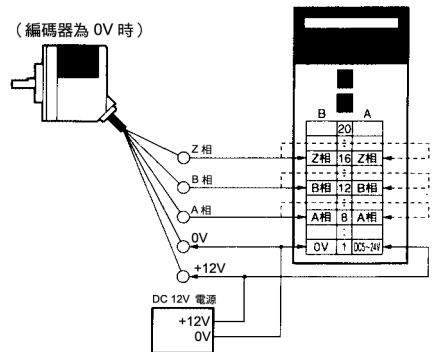 （編碼器為 0V 時）
B A
20
Z相 Z相 16 Z相
B相 B相 12 B相
A相 A相 8 A相
0V 0V 1 DC5~24V
+12V
DC 12V 電源
+12V
0V